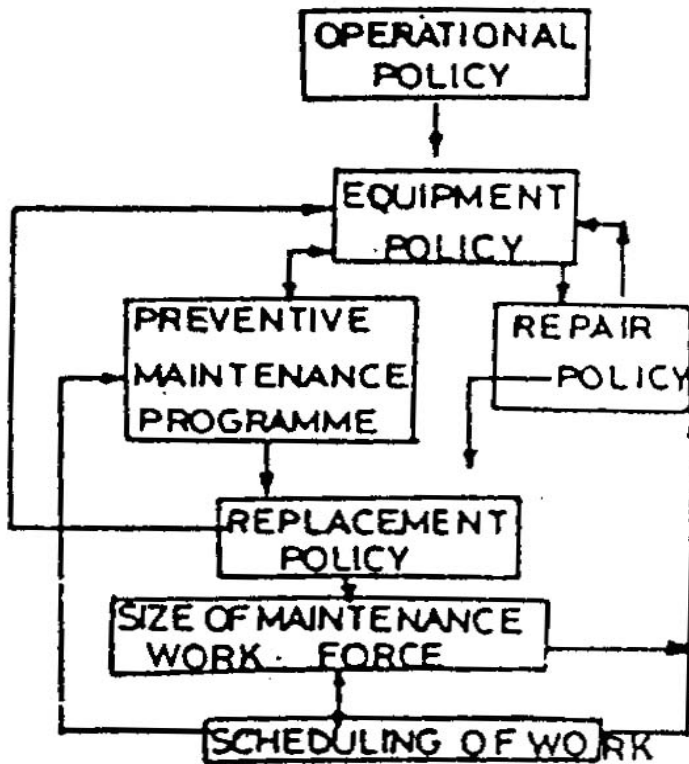 OPERATIONAL
POLICY
EQUIPMENT
POLICY
PREVENTIVE
MAINTENANCE
PROGRAMME
REPAIR
POLICY
REPLACEMENT
POLICY
SIZE OF MAINTENANCE
WORK. FORCE
SCHEDULING OF WORK